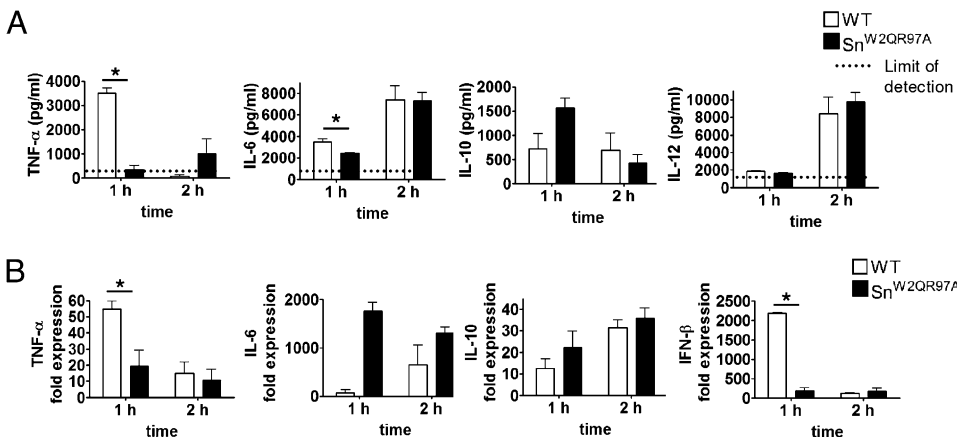 A
WT
Sn^W2QR97A
Limit of
detection
TNF-α (pg/ml)
4000
3000
2000
1000
0
*
1 h
2 h
time
IL-6 (pg/ml)
8000
6000
4000
2000
0
*
1 h
2 h
time
IL-10 (pg/ml)
2000
1500
1000
500
0
1 h
2 h
time
IL-12 (pg/ml)
10000
8000
6000
4000
2000
0
1 h
2 h
time
B
WT
Sn^W2QR97A
TNF-α
fold expression
60
50
40
30
20
10
0
*
1 h
2 h
time
IL-6
fold expression
2000
1000
0
1 h
2 h
time
IL-10
fold expression
40
30
20
10
0
1 h
2 h
time
IFN-β
fold expression
2500
2000
1500
1000
500
0
*
1 h
2 h
time